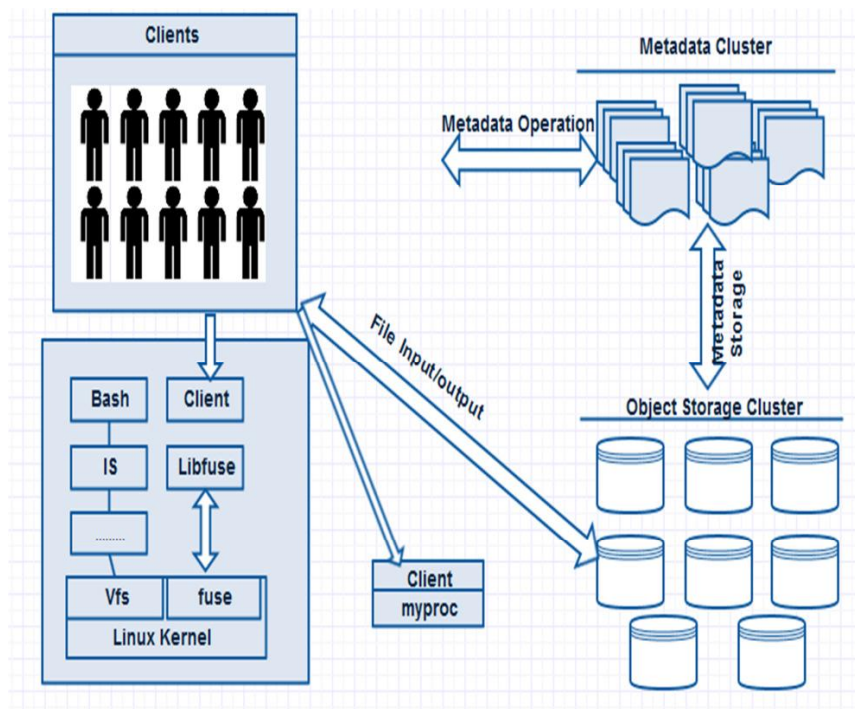 Clients
Metadata Cluster
Metadata Operation
Metadada
Storage
File Input/output
Object Storage Cluster
Bash
Client
IS
Libfuse
.........
Vfs
fuse
Linux Kernel
Client
myproc